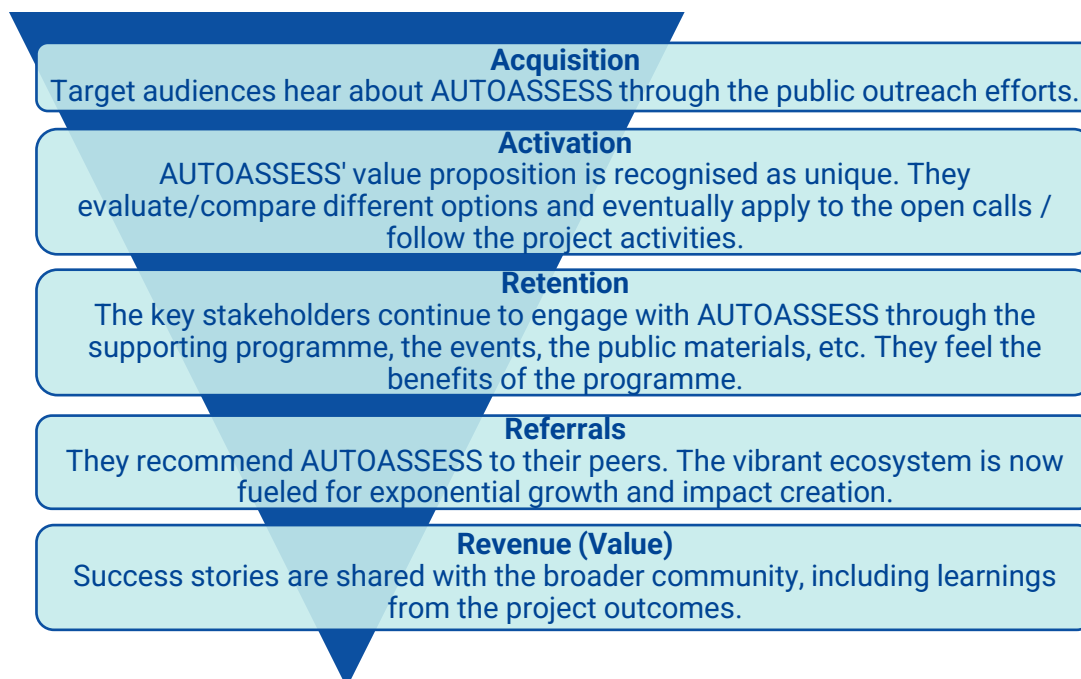 Acquisition
Target audiences hear about AUTOASSESS through the public outreach efforts.
Activation
AUTOASSESS' value proposition is recognised as unique. They
evaluate/compare different options and eventually apply to the open calls /
follow the project activities.
Retention
The key stakeholders continue to engage with AUTOASSESS through the
supporting programme, the events, the public materials, etc. They feel the
benefits of the programme.
Referrals
They recommend AUTOASSESS to their peers. The vibrant ecosystem is now
fueled for exponential growth and impact creation.
Revenue (Value)
Success stories are shared with the broader community, including learnings
from the project outcomes.